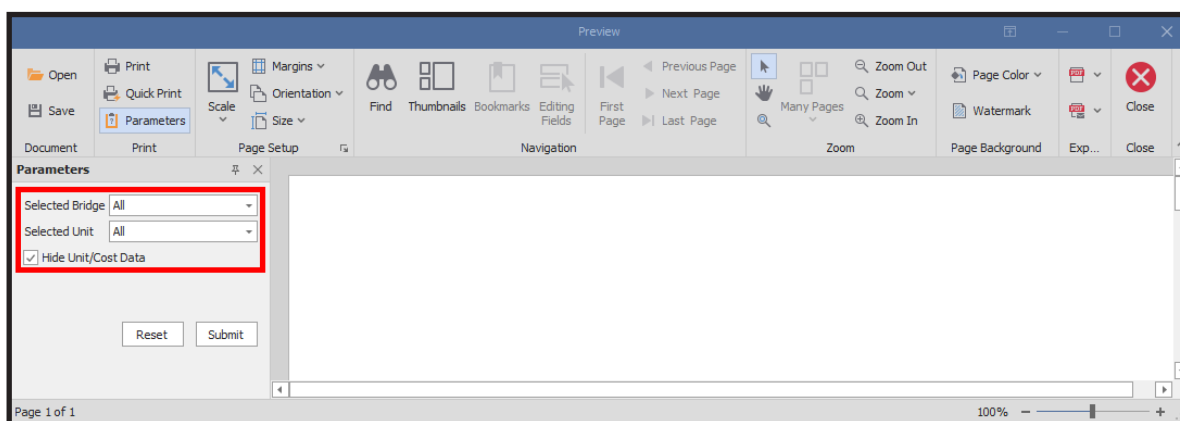 Preview
Open
Save
Document
Print
Quick Print
Parameters
Print
Scale
Margins
Orientation
Size
Page Setup
Find
Thumbnails
Bookmarks
Editing
Fields
First
Page
Previous Page
Next Page
Last Page
Navigation
Many Pages
Zoom Out
Zoom
Zoom In
Zoom
Page Color
Watermark
Page Background
PDF
PDF
Exp...
Close
Close
Parameters
Selected Bridge All
Selected Unit All
Hide Unit/Cost Data
Reset Submit
Page 1 of 1
100%